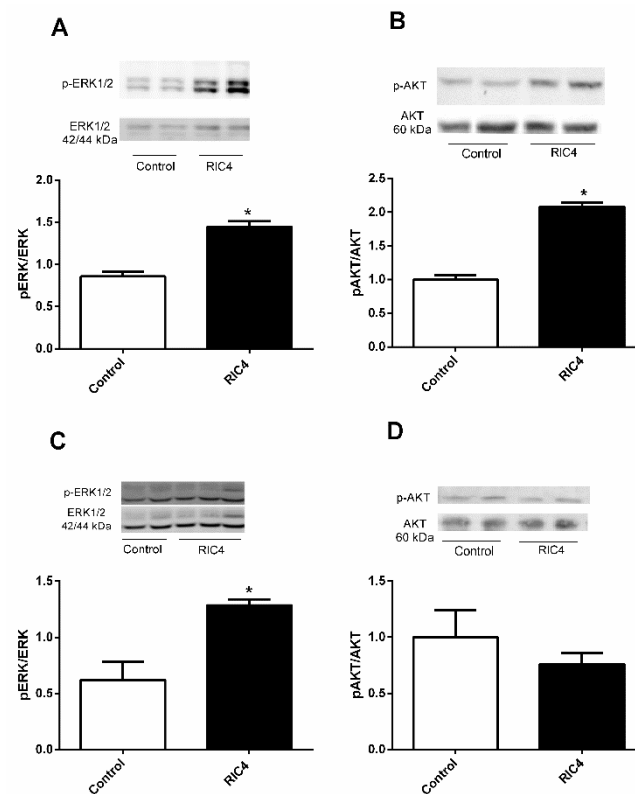 A
p-ERK1/2
ERK1/2
42/44 kDa
Control RIC4
2.0
1.5
1.0
0.5
0.0
pERK/ERK
*
Control
RIC4
B
p-AKT
AKT
60 kDa
Control RIC4
2.5
2.0
1.5
1.0
0.5
0.0
pAKT/AKT
*
Control
RIC4
C
p-ERK1/2
ERK1/2
42/44 kDa
Control RIC4
1.5
1.0
0.5
0.0
pERK/ERK
*
Control
RIC4
D
p-AKT
AKT
60 kDa
Control RIC4
1.5
1.0
0.5
0.0
pAKT/AKT
Control
RIC4